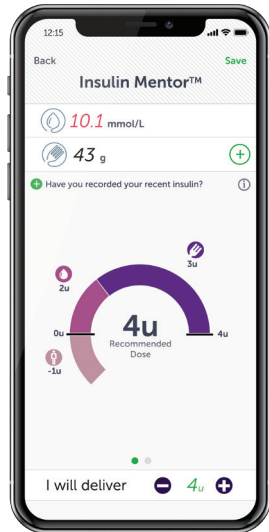 12:15
Back
Save
Insulin Mentor™
10.1 mmol/L
43 g
Have you recorded your recent insulin?
3u
2u
0u
4u
Recommended
Dose
4u
-1u
I will deliver
4u